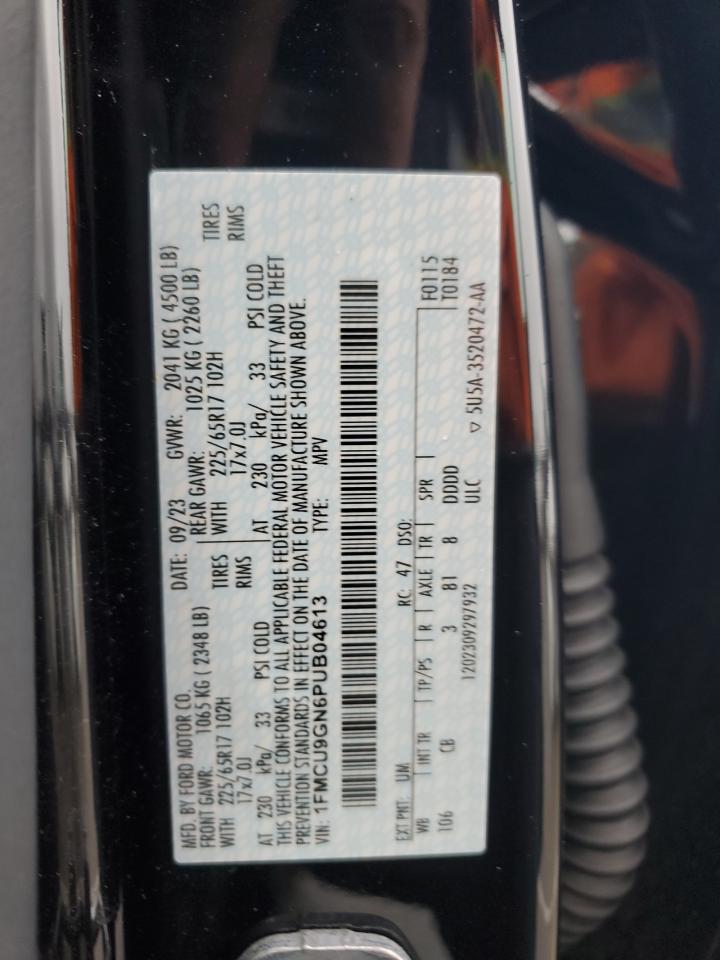 MFD. BY FORD MOTOR CO. DATE: 09/23 GVWR: 2041 KG ( 4500 LB)
FRONT GAWR: 1065 KG ( 2348 LB) REAR GAWR: 1025 KG ( 2260 LB)
WITH 225/65R17 102H TIRES WITH 225/65R17 102H TIRES
17x7.0J RIMS 17x7.0J RIMS
AT 230 kPa/ 33 PSI COLD AT 230 kPa/ 33 PSI COLD
THIS VEHICLE CONFORMS TO ALL APPLICABLE FEDERAL MOTOR VEHICLE SAFETY AND THEFT
PREVENTION STANDARDS IN EFFECT ON THE DATE OF MANUFACTURE SHOWN ABOVE.
VIN: 1FMCU9GN6PUB04613 TYPE: MPV
EXT PNT: UM RC: 47 DSO: F0115
WB INT TR TP/PS R AXLE TR SPR T0184
106 CB 3 81 8 DDDD
1202309297932 ULC ▽ 5U5A-3520472-AA